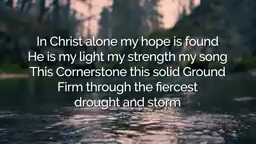 In Christ alone my hope is found
He is my light my strength my song
This Cornerstone this solid Ground
Firm through the fiercest
drought and storm